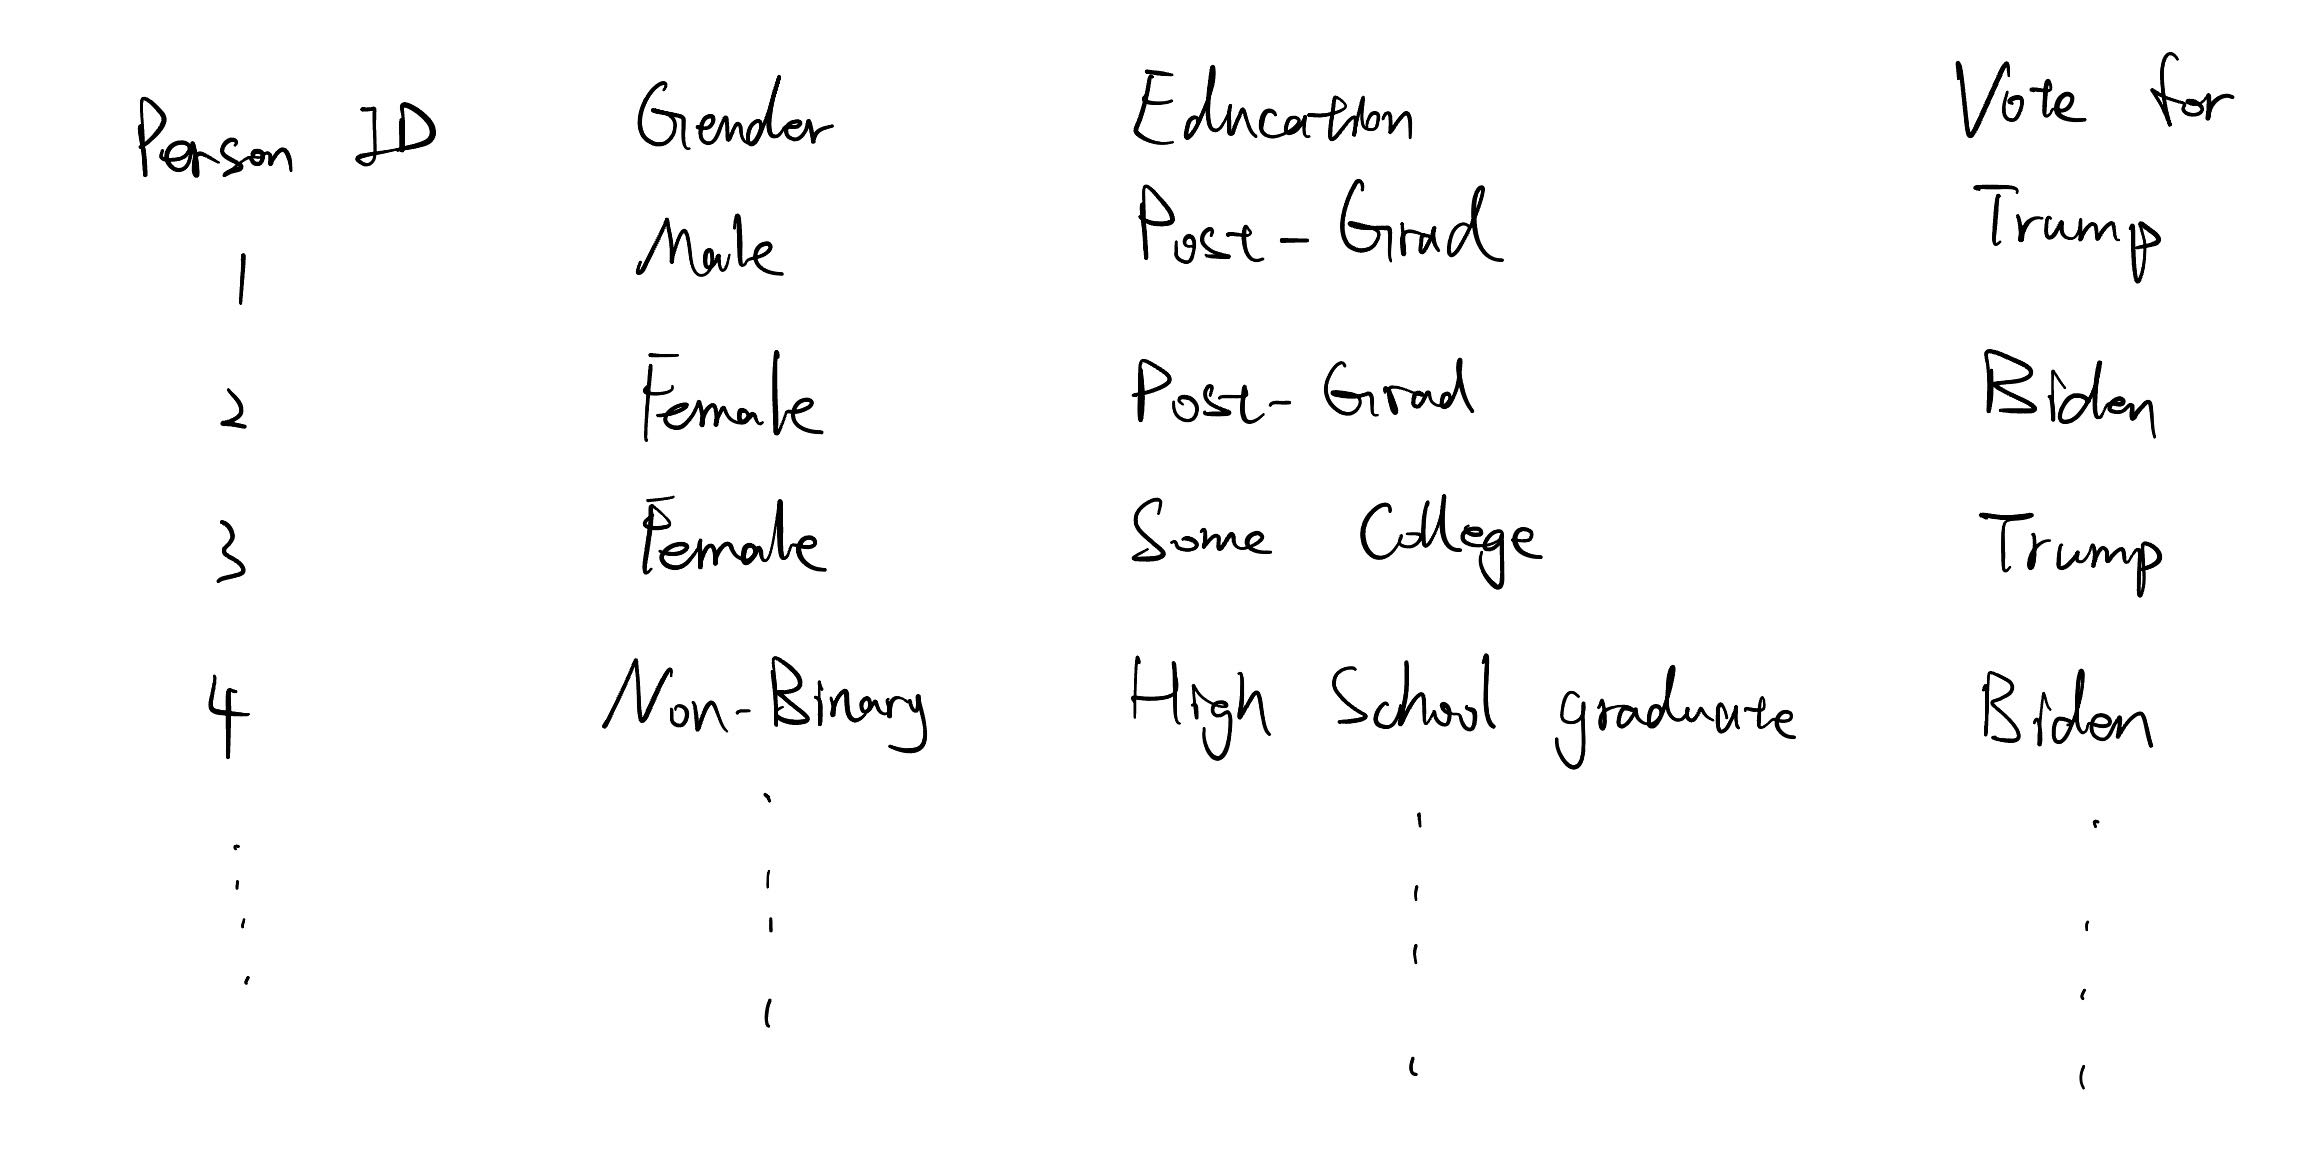 Person ID Gender Education Vote for
1 Male Post-Grad Trump
2 Female Post-Grad Biden
3 Female Some College Trump
4 Non-Binary High School graduate Biden